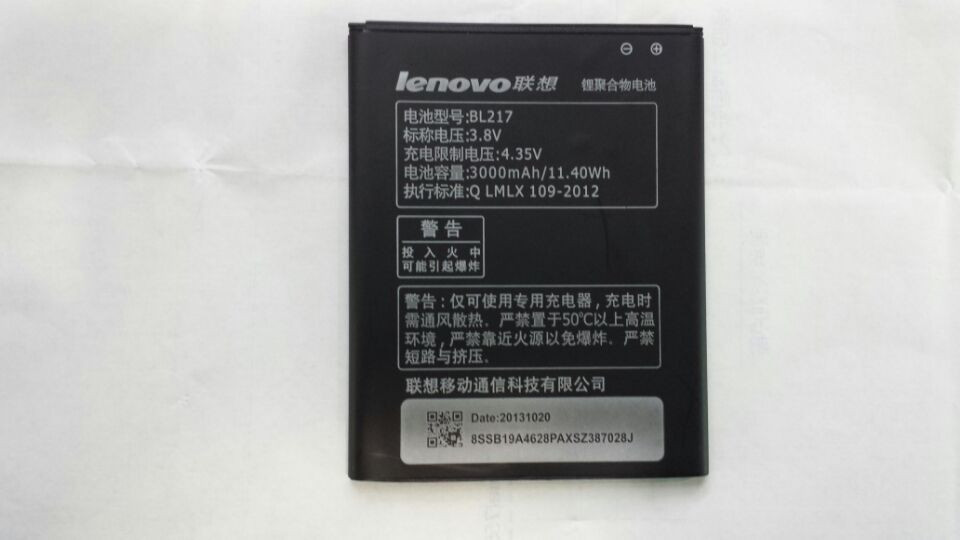 ⊖ ⊕
lenovo联想 锂聚合物电池
电池型号:BL217
标称电压:3.8V
充电限制电压:4.35V
电池容量:3000mAh/11.40Wh
执行标准:Q LMLX 109-2012
警告
投入火中
可能引起爆炸
警告:仅可使用专用充电器,充电时
需通风散热。严禁置于50℃以上高温
环境,严禁靠近火源以免爆炸。严禁
短路与挤压。
联想移动通信科技有限公司
Date:20131020
8SSB19A4628PAXSZ387028J